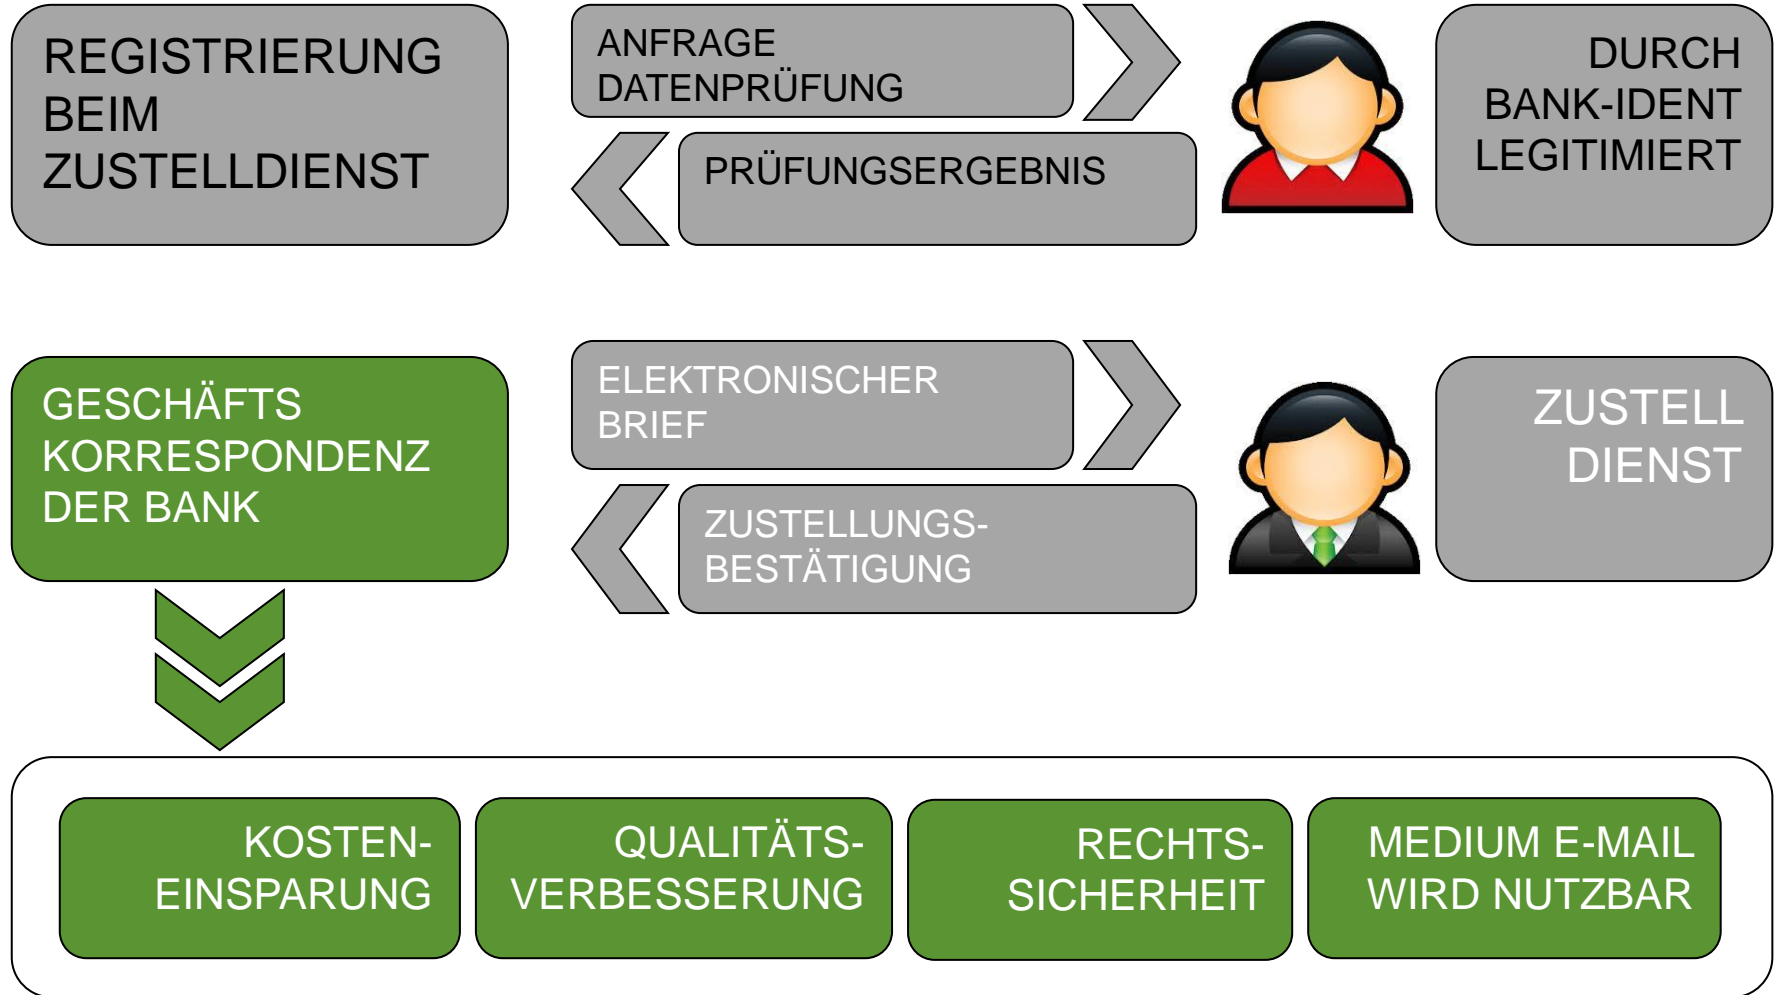 REGISTRIERUNG
BEIM
ZUSTELLDIENST
ANFRAGE
DATENPRÜFUNG
PRÜFUNGSERGEBNIS
DURCH
BANK-IDENT
LEGITIMIERT
GESCHÄFTS
KORRESPONDENZ
DER BANK
ELEKTRONISCHER
BRIEF
ZUSTELLUNGS-
BESTÄTIGUNG
ZUSTELL
DIENST
KOSTEN-
EINSPARUNG
QUALITÄTS-
VERBESSERUNG
RECHTS-
SICHERHEIT
MEDIUM E-MAIL
WIRD NUTZBAR